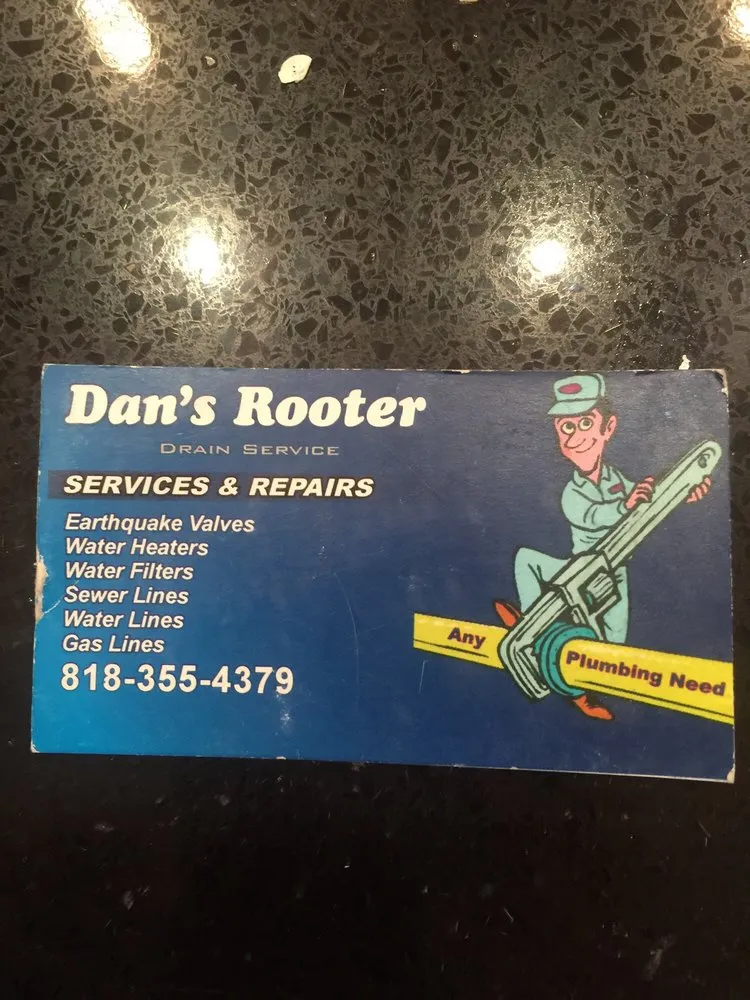 Dan's Rooter
DRAIN SERVICE
SERVICES & REPAIRS
Earthquake Valves
Water Heaters
Water Filters
Sewer Lines
Water Lines
Gas Lines
818-355-4379
Any Plumbing Need